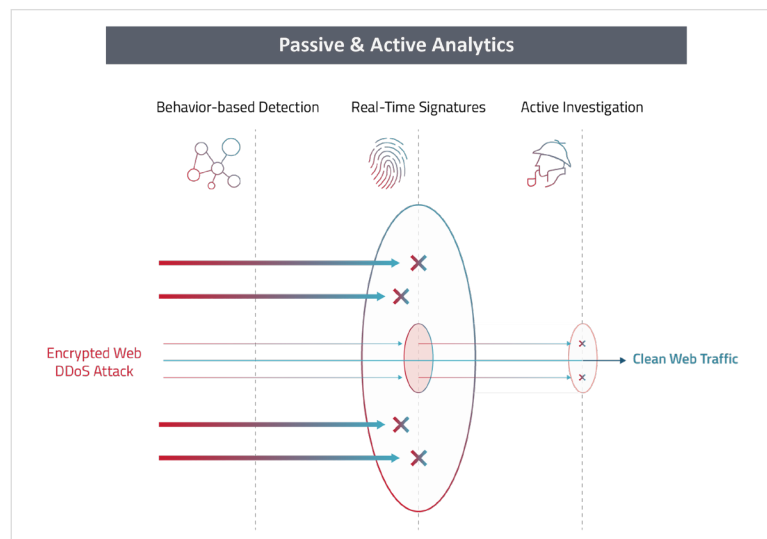 Passive & Active Analytics
Behavior-based Detection
Real-Time Signatures
Active Investigation
Encrypted Web
DDoS Attack
Clean Web Traffic